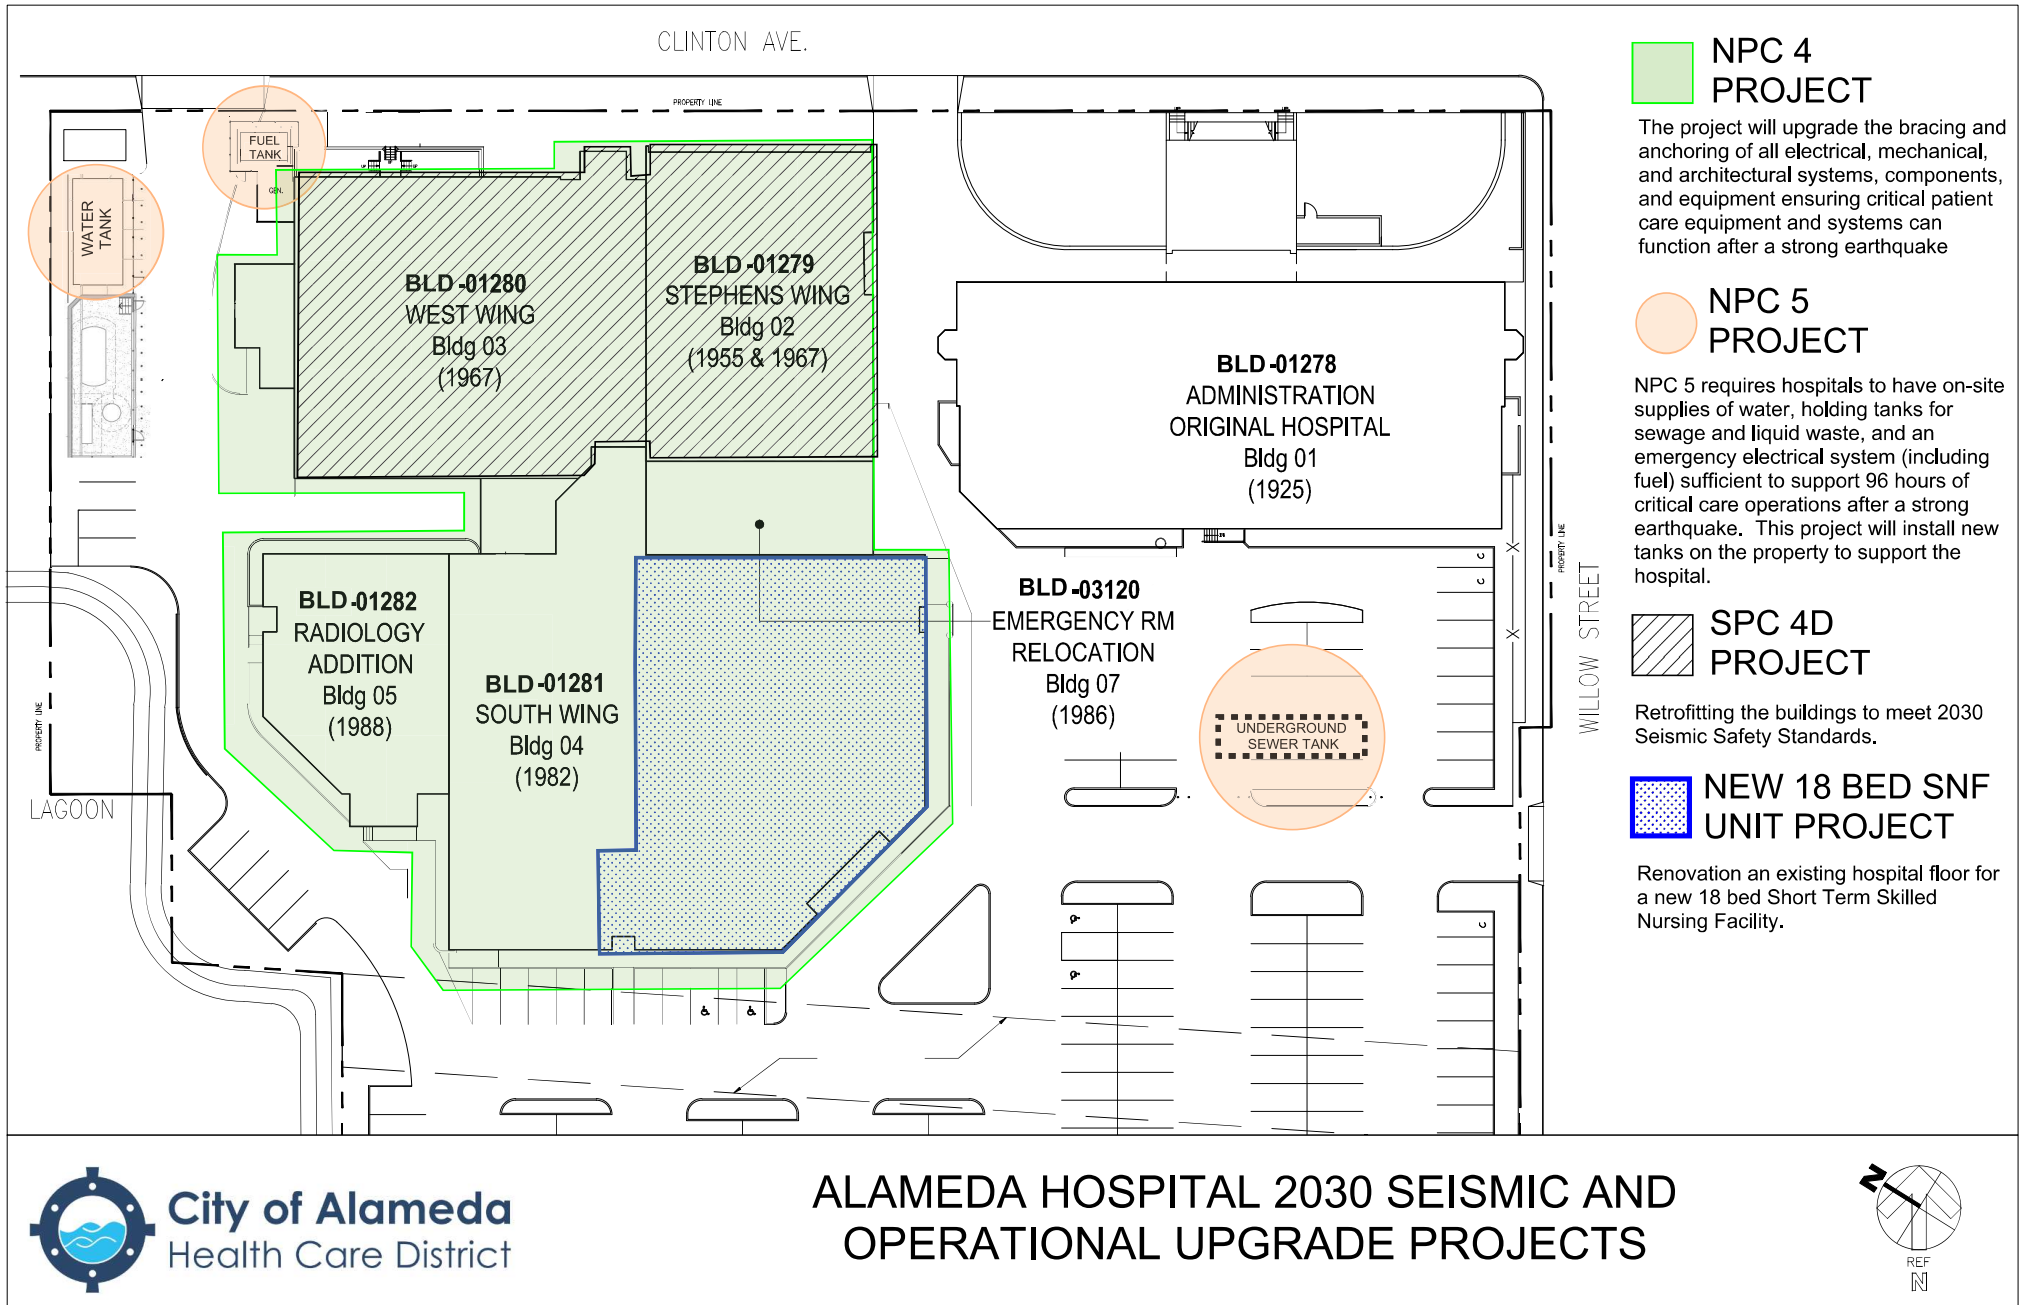 CLINTON AVE.
PROPERTY LINE
FUEL
TANK
GEN.
WATER
TANK
BLD-01280
WEST WING
Bldg 03
(1967)
BLD-01279
STEPHENS WING
Bldg 02
(1955 & 1967)
BLD-01278
ADMINISTRATION
ORIGINAL HOSPITAL
Bldg 01
(1925)
BLD-01282
RADIOLOGY
ADDITION
Bldg 05
(1988)
BLD-01281
SOUTH WING
Bldg 04
(1982)
BLD-03120
EMERGENCY RM
RELOCATION
Bldg 07
(1986)
UNDERGROUND
SEWER TANK
PROPERTY LINE
WILLOW STREET
PROPERTY LINE
LAGOON
C
C
C
NPC 4
PROJECT
The project will upgrade the bracing and
anchoring of all electrical, mechanical,
and architectural systems, components,
and equipment ensuring critical patient
care equipment and systems can
function after a strong earthquake
NPC 5
PROJECT
NPC 5 requires hospitals to have on-site
supplies of water, holding tanks for
sewage and liquid waste, and an
emergency electrical system (including
fuel) sufficient to support 96 hours of
critical care operations after a strong
earthquake. This project will install new
tanks on the property to support the
hospital.
SPC 4D
PROJECT
Retrofitting the buildings to meet 2030
Seismic Safety Standards.
NEW 18 BED SNF
UNIT PROJECT
Renovation an existing hospital floor for
a new 18 bed Short Term Skilled
Nursing Facility.
City of Alameda
Health Care District
ALAMEDA HOSPITAL 2030 SEISMIC AND
OPERATIONAL UPGRADE PROJECTS
N
REF
N